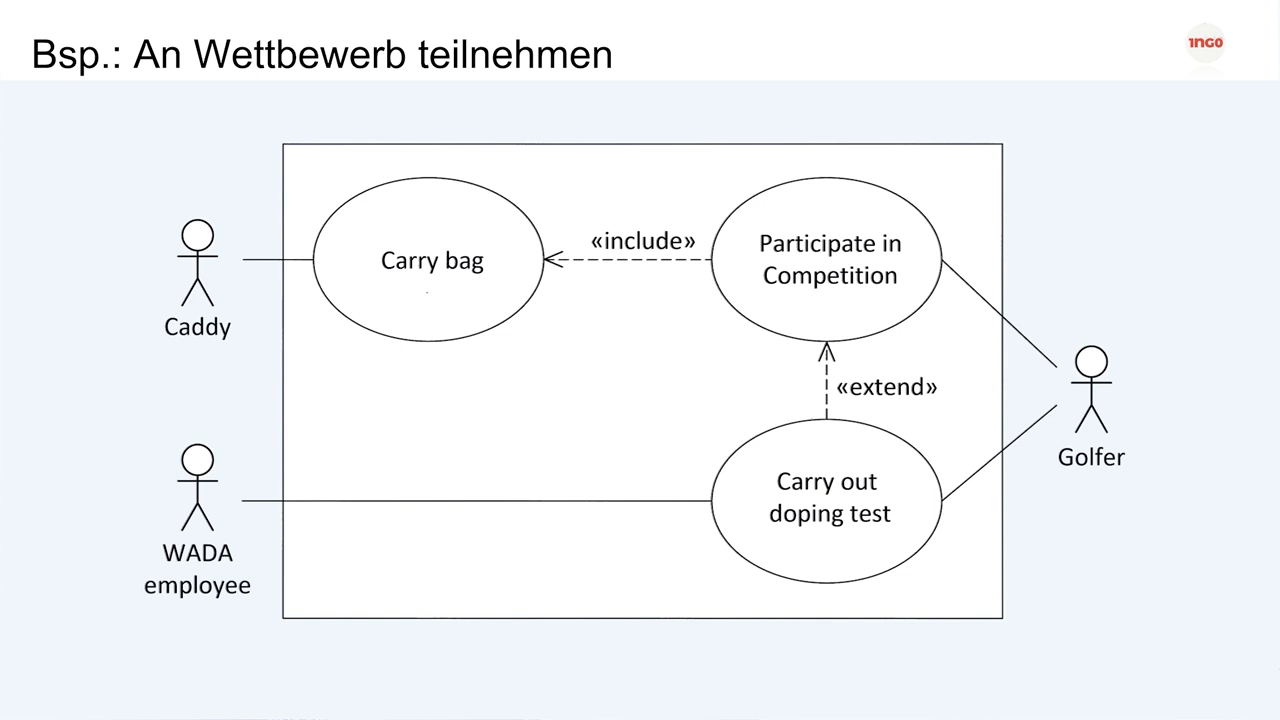 Bsp.: An Wettbewerb teilnehmen
1NG0
«include»
Participate in
Competition
Carry bag
Caddy
«extend»
Golfer
Carry out
doping test
WADA
employee